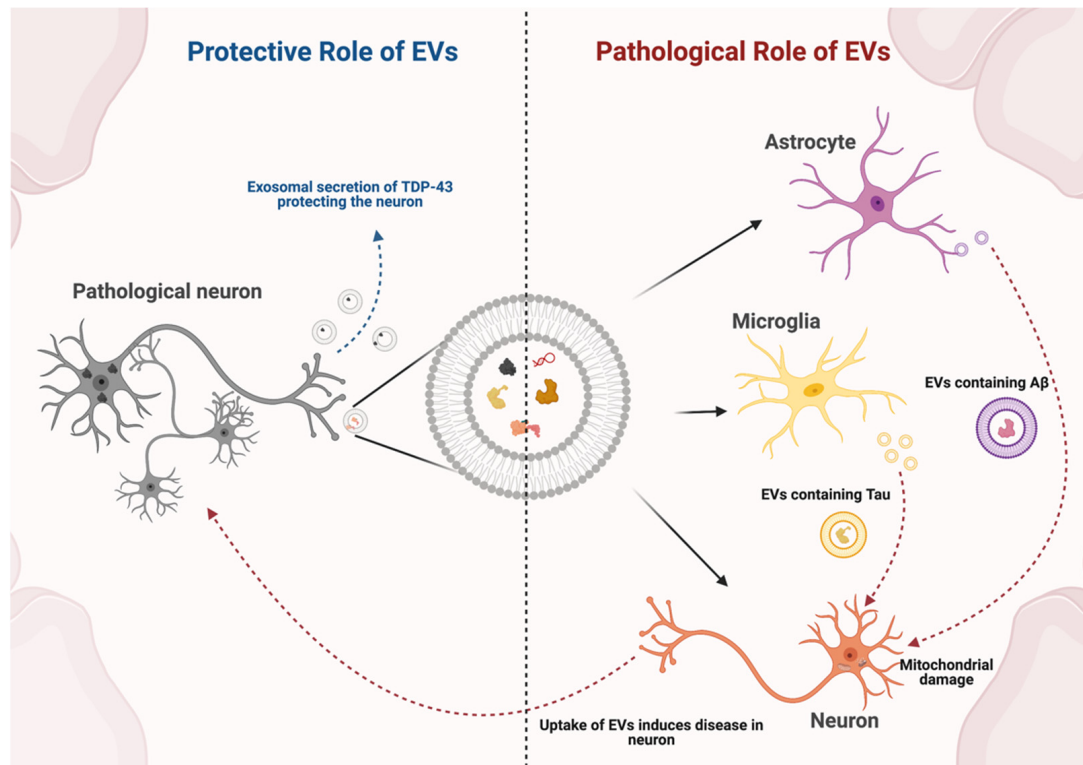 Protective Role of EVs
Pathological Role of EVs
Astrocyte
Exosomal secretion of TDP-43
protecting the neuron
Pathological neuron
Microglia
EVs containing Aβ
EVs containing Tau
Mitochondrial
damage
Neuron
Uptake of EVs induces disease in
neuron